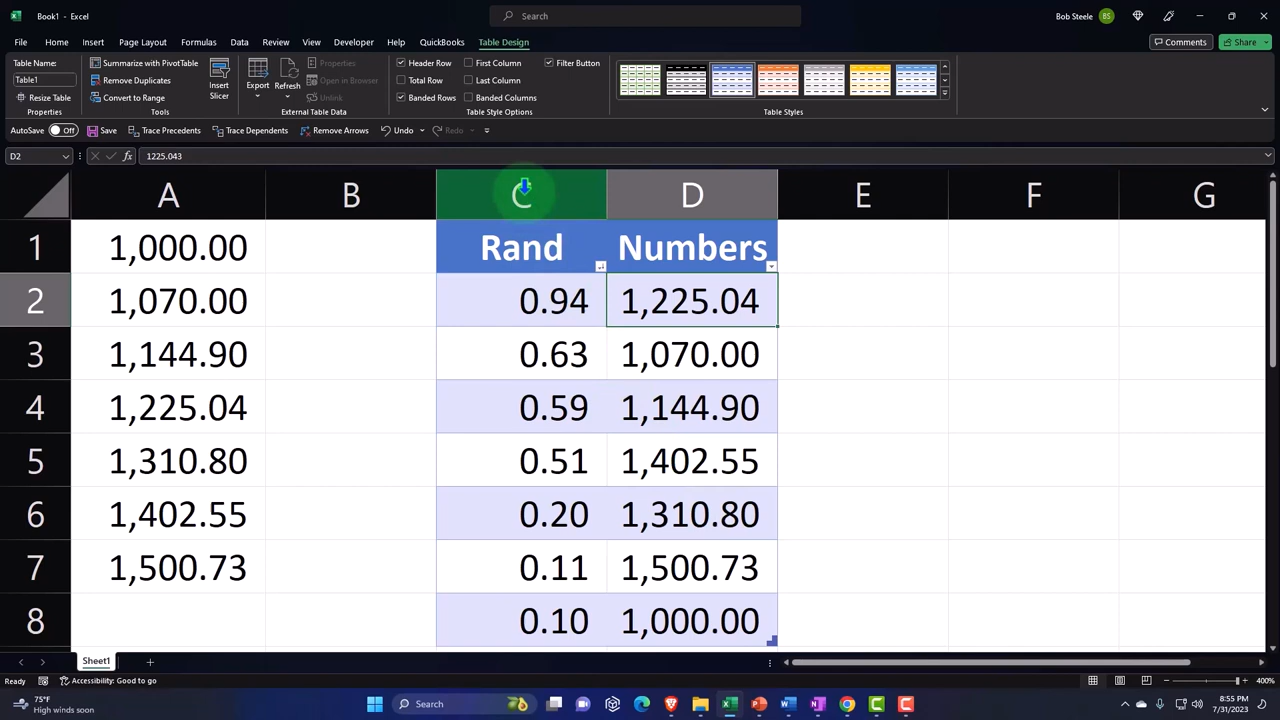 Book1 - Excel
Search
Bob Steele BS
File Home Insert Page Layout Formulas Data Review View Developer Help QuickBooks Table Design
Comments Share
Table Name:
Table1
Resize Table
Properties
Summarize with PivotTable
Remove Duplicates
Convert to Range
Insert
Slicer
Tools
Export
Refresh
Properties
Open in Browser
Unlink
External Table Data
Header Row First Column Filter Button
Total Row Last Column
Banded Rows Banded Columns
Table Style Options
Table Styles
AutoSave Off Save Trace Precedents Trace Dependents Remove Arrows Undo Redo
D2 fx 1225.043
A B C D E F G
1 1,000.00 Rand Numbers
2 1,070.00 0.94 1,225.04
3 1,144.90 0.63 1,070.00
4 1,225.04 0.59 1,144.90
5 1,310.80 0.51 1,402.55
6 1,402.55 0.20 1,310.80
7 1,500.73 0.11 1,500.73
8 0.10 1,000.00
Sheet1
Ready Accessibility: Good to go 400%
75°F
High winds soon
Search
8:55 PM
7/31/2023